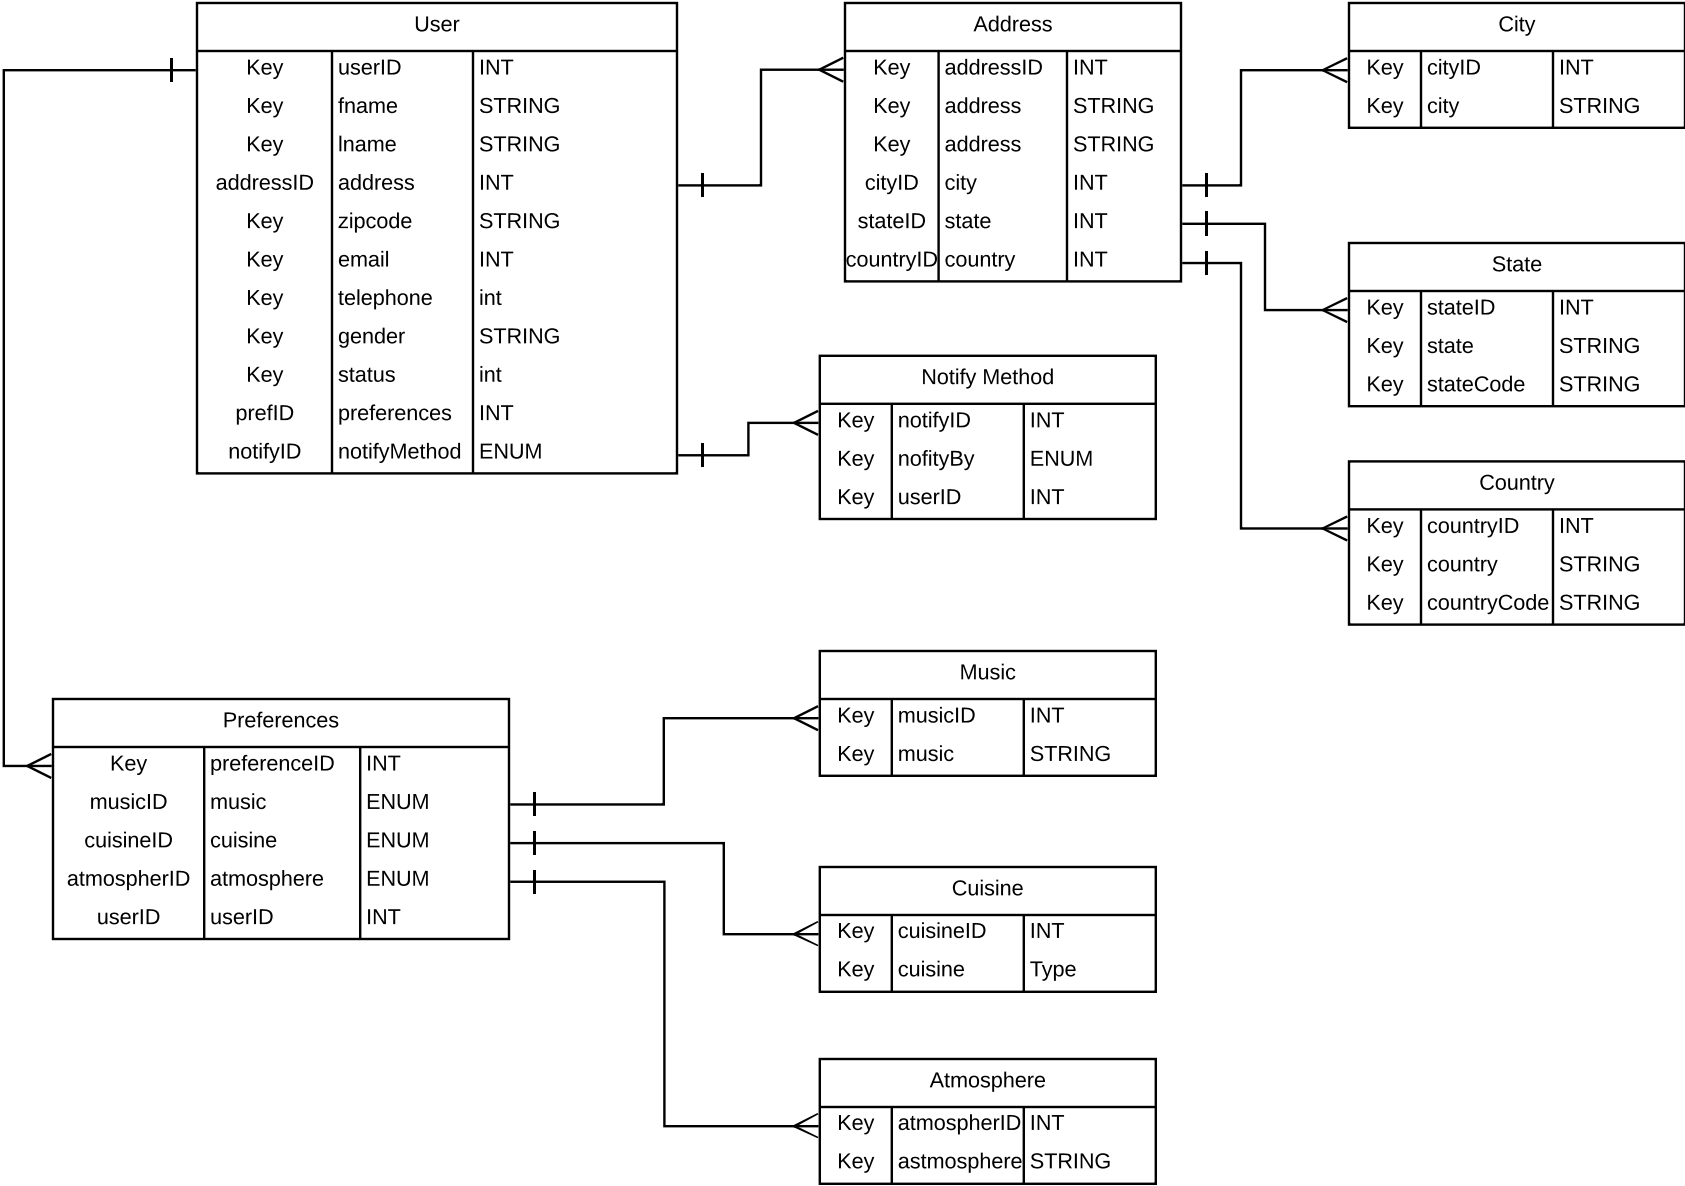 User
Key userID INT
Key fname STRING
Key lname STRING
addressID address INT
Key zipcode STRING
Key email INT
Key telephone int
Key gender STRING
Key status int
prefID preferences INT
notifyID notifyMethod ENUM
Address
Key addressID INT
Key address STRING
Key address STRING
cityID city INT
stateID state INT
countryID country INT
City
Key cityID INT
Key city STRING
State
Key stateID INT
Key state STRING
Key stateCode STRING
Notify Method
Key notifyID INT
Key nofityBy ENUM
Key userID INT
Country
Key countryID INT
Key country STRING
Key countryCode STRING
Preferences
Key preferenceID INT
musicID music ENUM
cuisineID cuisine ENUM
atmospherID atmosphere ENUM
userID userID INT
Music
Key musicID INT
Key music STRING
Cuisine
Key cuisineID INT
Key cuisine Type
Atmosphere
Key atmospherID INT
Key astmosphere STRING